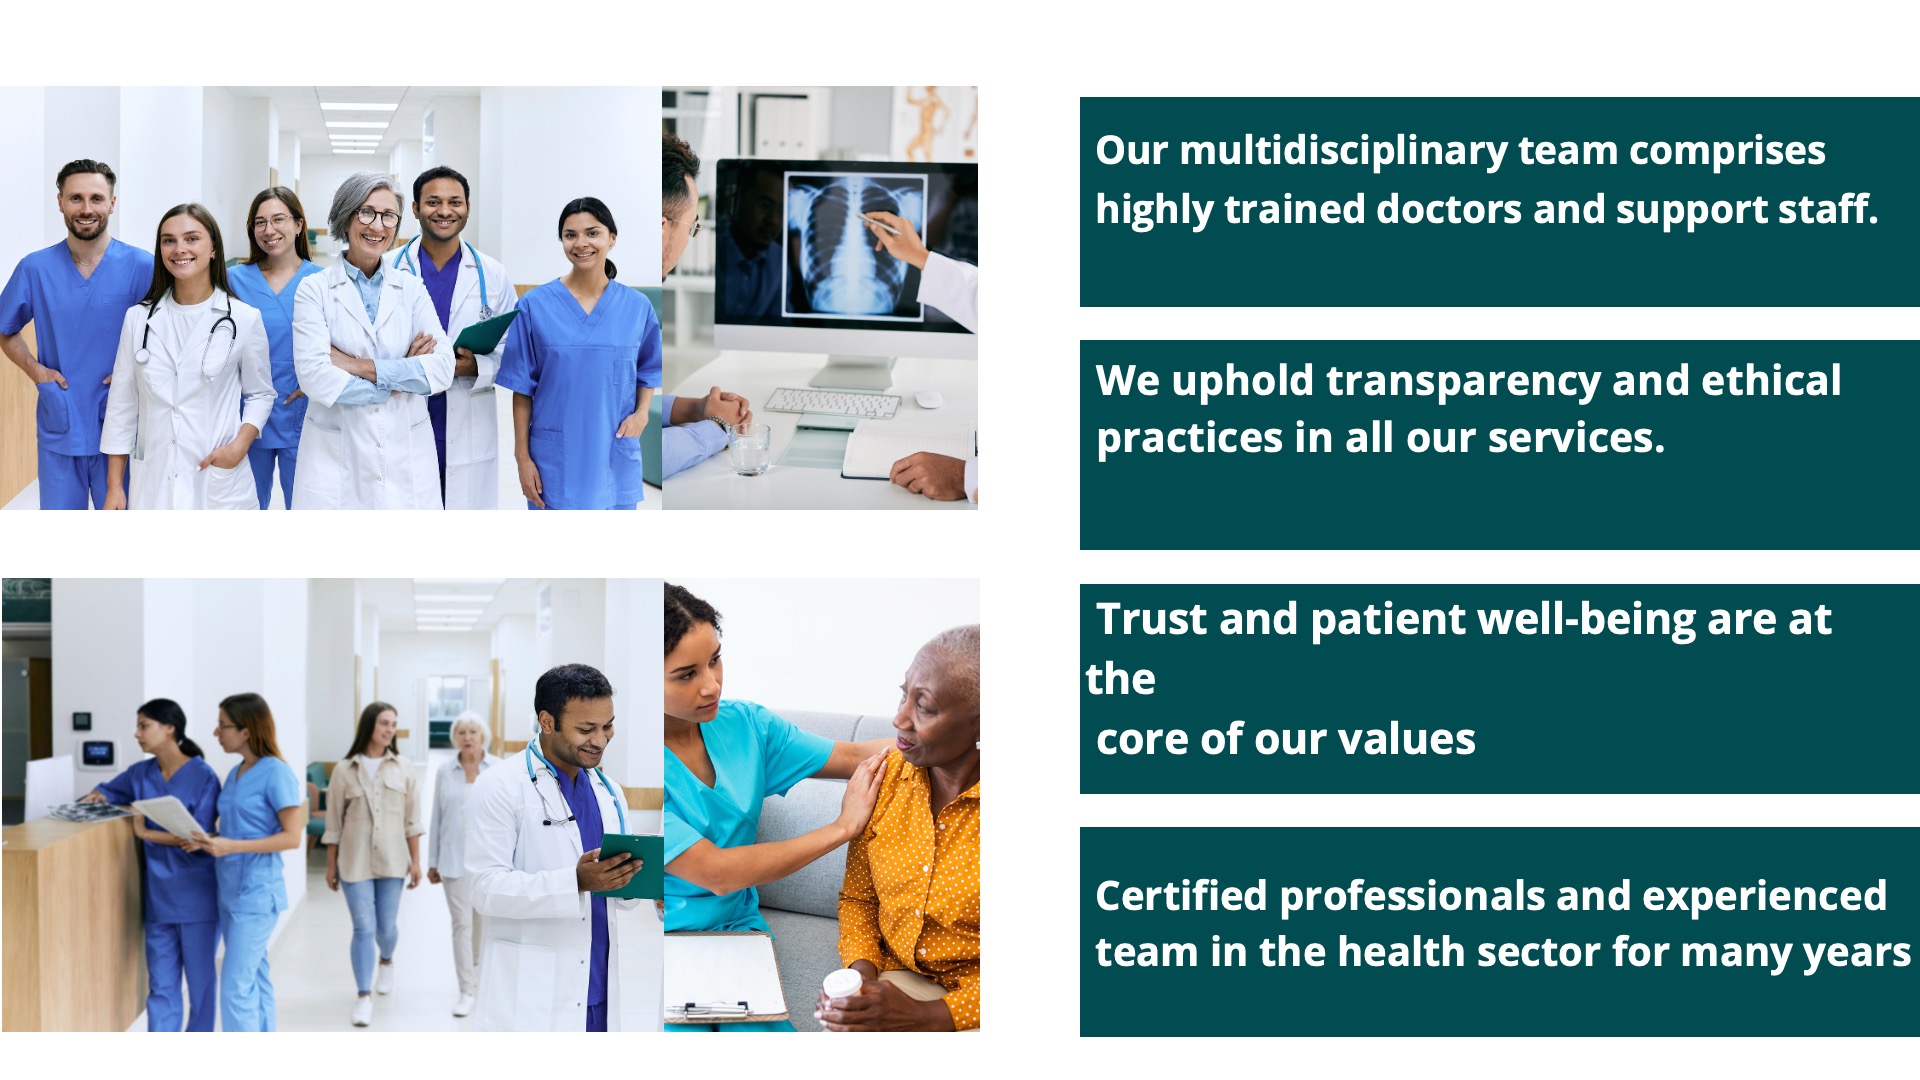 Our multidisciplinary team comprises
highly trained doctors and support staff.
We uphold transparency and ethical
practices in all our services.
Trust and patient well-being are at
the
core of our values
Certified professionals and experienced
team in the health sector for many years